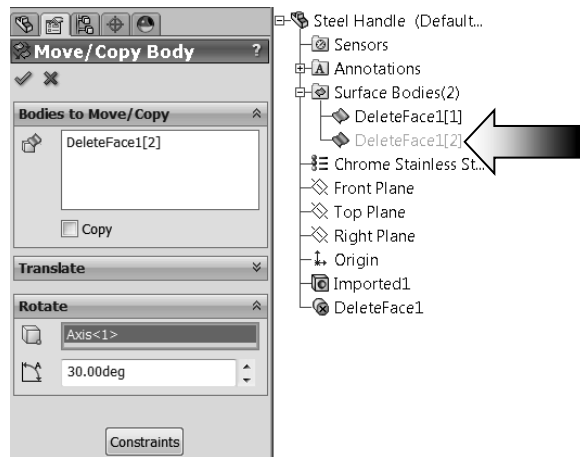 Move/Copy Body ?
Bodies to Move/Copy
DeleteFace1[2]
Copy
Translate
Rotate
Axis<1>
30.00deg
Constraints
Steel Handle (Default...
Sensors
A Annotations
Surface Bodies(2)
DeleteFace1[1]
DeleteFace1[2]
Chrome Stainless St...
Front Plane
Top Plane
Right Plane
Origin
Imported1
DeleteFace1